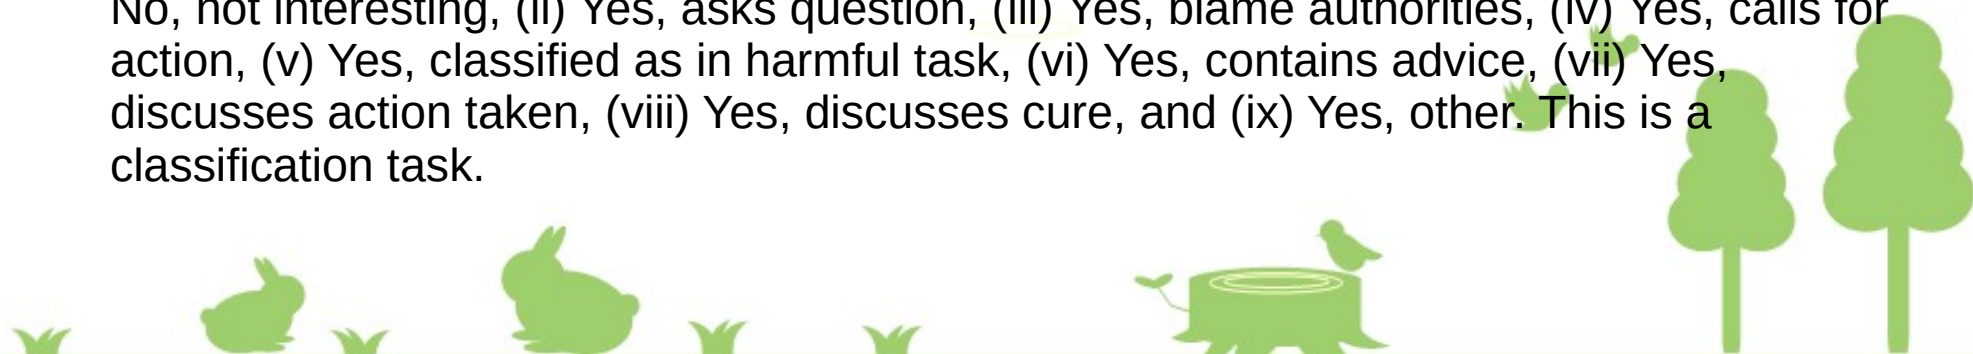 No, not interesting, (ii) Yes, asks question, (iii) Yes, blame authorities, (iv) Yes, calls for
action, (v) Yes, classified as in harmful task, (vi) Yes, contains advice, (vii) Yes,
discusses action taken, (viii) Yes, discusses cure, and (ix) Yes, other. This is a
classification task.